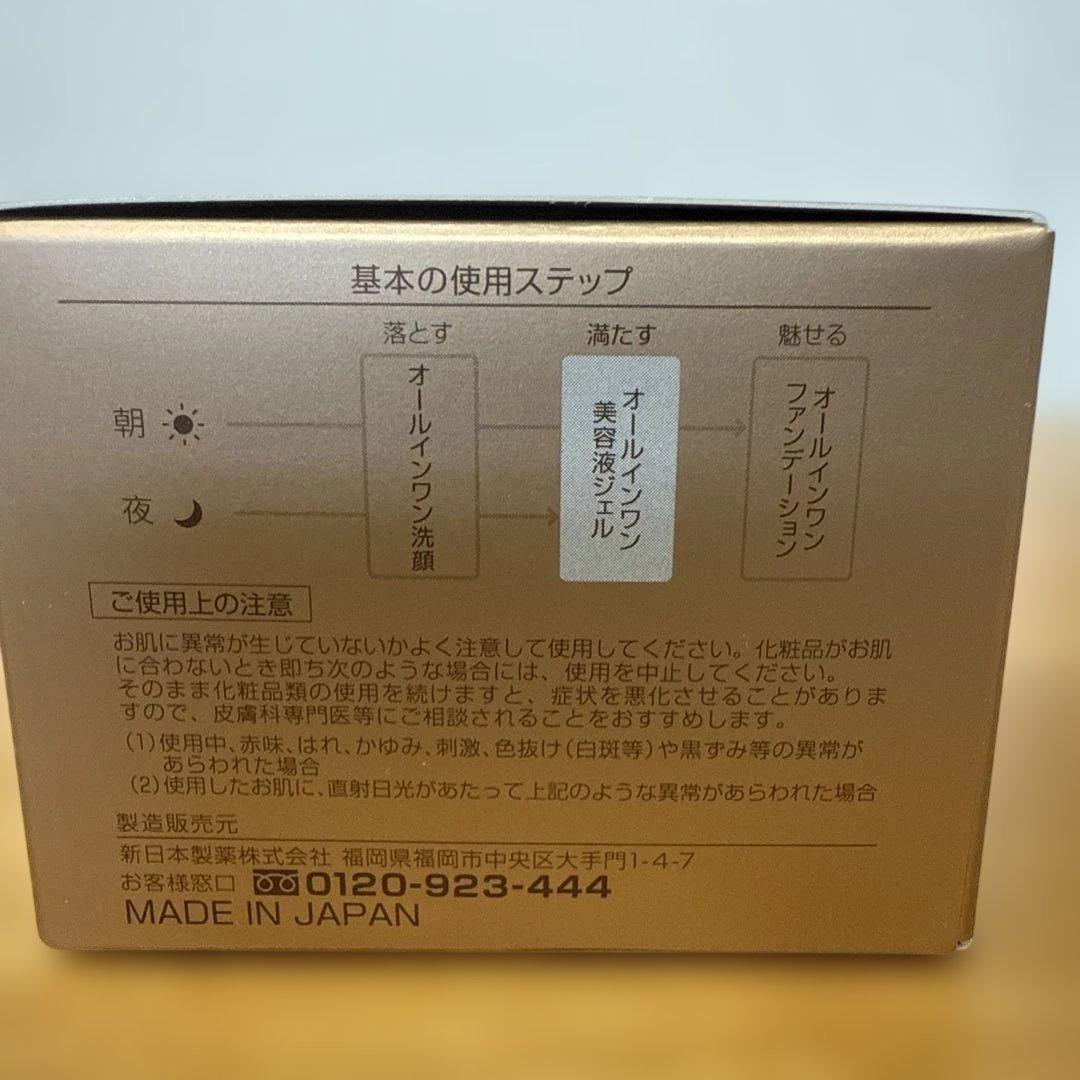 基本の使用ステップ
落とす 満たす 魅せる
朝
夜
オールインワン洗顔
オールインワン
美容液ジェル
オールインワン
ファンデーション
ご使用上の注意
お肌に異常が生じていないかよく注意して使用してください。化粧品がお肌
に合わないとき即ち次のような場合には、使用を中止してください。
そのまま化粧品類の使用を続けますと、症状を悪化させることがありま
すので、皮膚科専門医等にご相談されることをおすすめします。
(1)使用中、赤味、はれ、かゆみ、刺激、色抜け(白斑等)や黒ずみ等の異常が
あらわれた場合
(2)使用したお肌に、直射日光があたって上記のような異常があらわれた場合
製造販売元
新日本製薬株式会社 福岡県福岡市中央区大手門1-4-7
お客様窓口 0120-923-444
MADE IN JAPAN